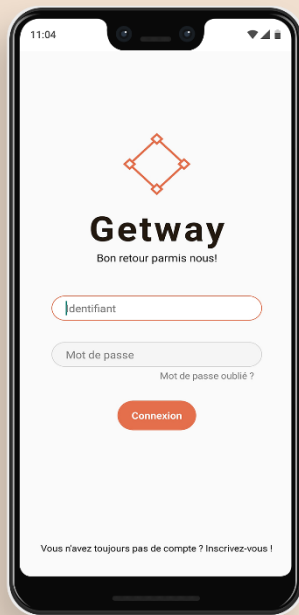 11:04
Getway
Bon retour parmis nous!
Identifiant
Mot de passe
Mot de passe oublié ?
Connexion
Vous n'avez toujours pas de compte ? Inscrivez-vous !